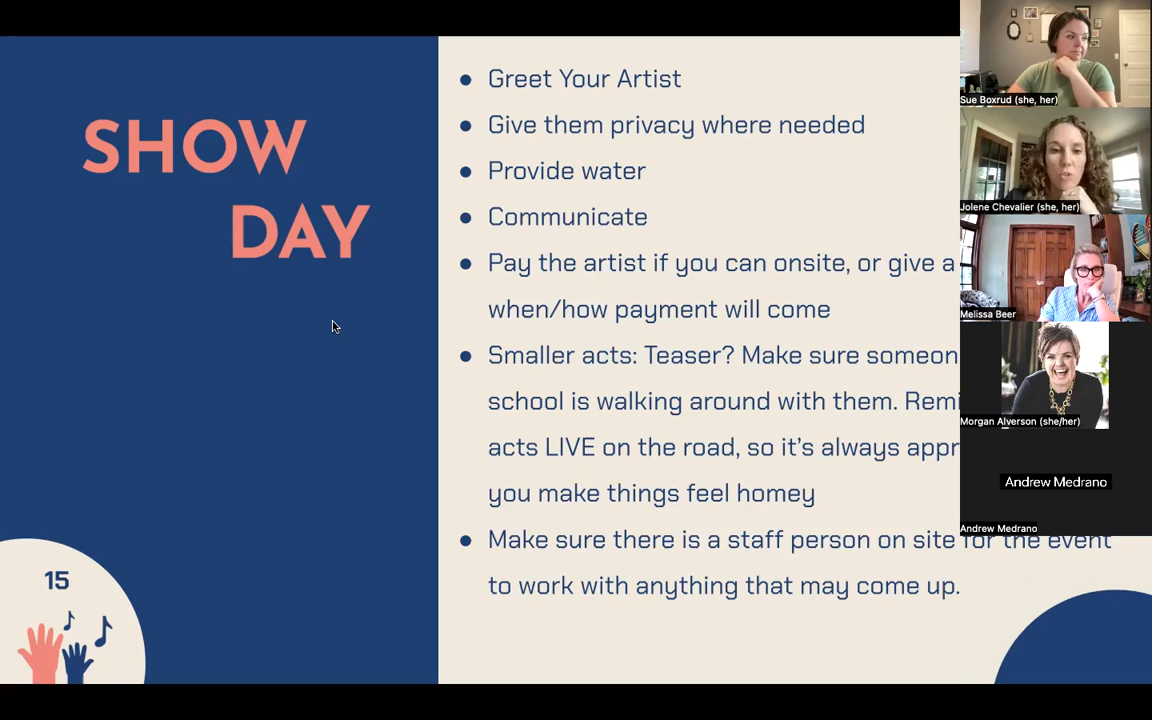 SHOW
DAY
Greet Your Artist
Give them privacy where needed
Provide water
Communicate
Pay the artist if you can onsite, or give a
when/how payment will come
Smaller acts: Teaser? Make sure
school is walking around with them.
acts LIVE on the road, so it's always
you make things feel homey
Make sure there is a staff person on site for the event
to work with anything that may come up.
15
Sue Boxrud (she, her)
Jolene Chevalier (she, her)
Melissa Beer
Morgan Alverson (she/her)
Andrew Medrano
Andrew Medrano